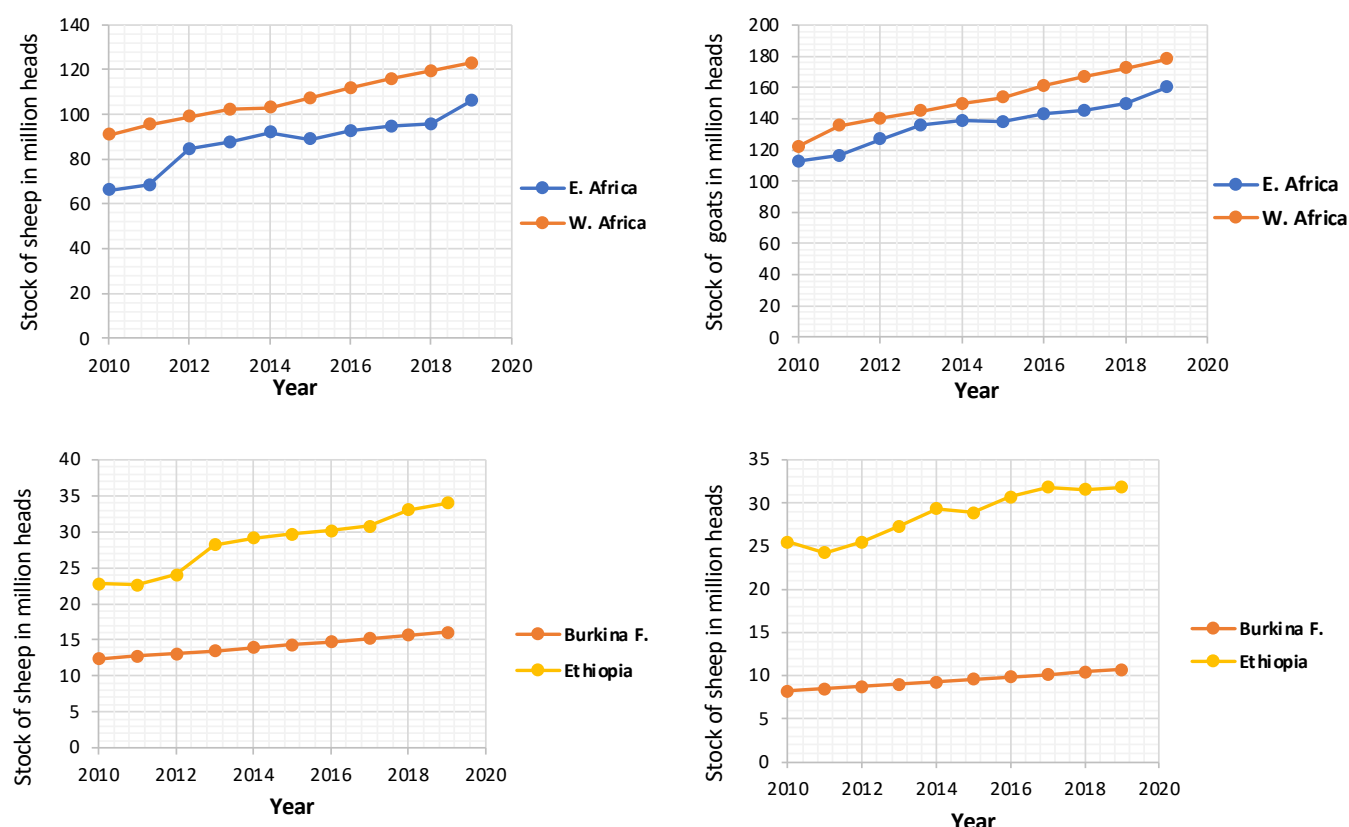 Stock of sheep in million heads
140
120
100
80
60
40
20
0
2010 2012 2014 2016 2018 2020
Year
E. Africa
W. Africa
Stock of goats in million heads
200
180
160
140
120
100
80
60
40
20
0
2010 2012 2014 2016 2018 2020
Year
E. Africa
W. Africa
Stock of sheep in million heads
40
35
30
25
20
15
10
5
0
2010 2012 2014 2016 2018 2020
Year
Burkina F.
Ethiopia
Stock of sheep in million heads
35
30
25
20
15
10
5
0
2010 2012 2014 2016 2018 2020
Year
Burkina F.
Ethiopia